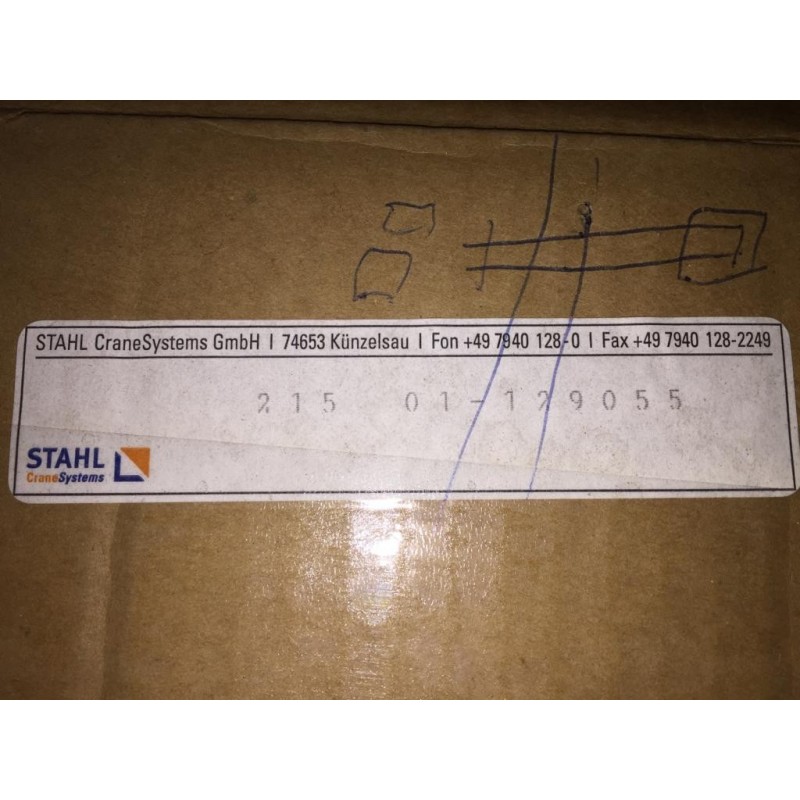 STAHL CraneSystems GmbH | 74653 Künzelsau | Fon +49 7940 128-0 | Fax +49 7940 128-2249
215 01-129055
STAHL
CraneSystems